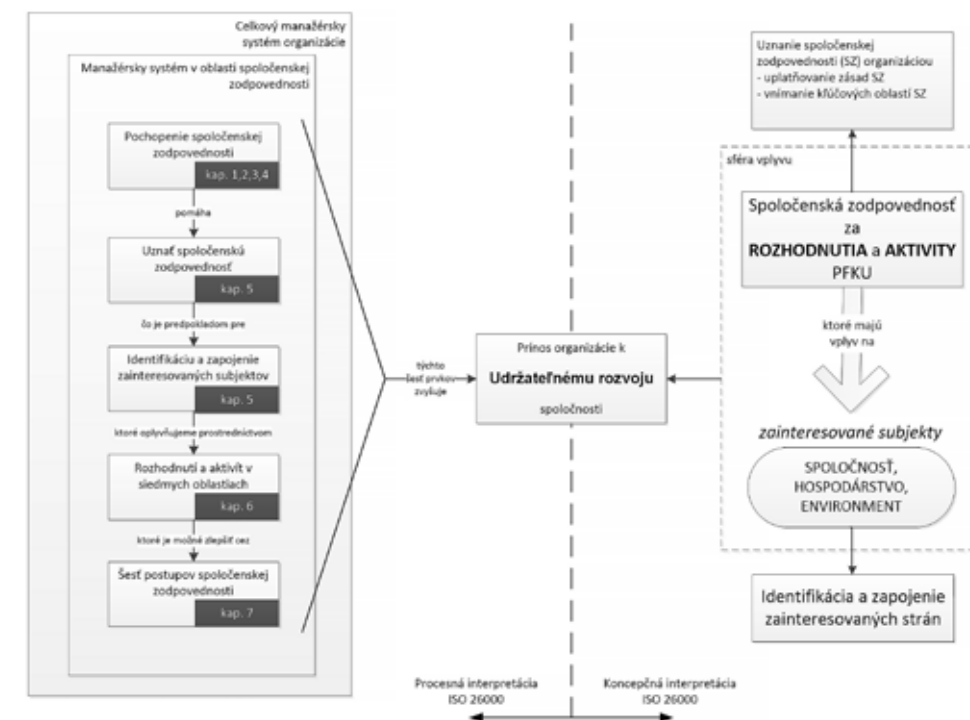 Celkový manažérsky
systém organizácie
Manažérsky systém v oblasti spoločenskej
zodpovednosti
Pochopenie spoločenskej
zodpovednosti
kap. 1,2,3,4
pomáha
Uznať spoločenskú
zodpovednosť
kap. 5
čo je predpokladom pre
Identifikáciu a zapojenie
zainteresovaných subjektov
kap. 5
ktoré oplyvňujeme prostredníctvom
Rozhodnutí a aktivít v
siedmych oblastiach
kap. 6
ktoré je možné zlepšiť cez
Šesť postupov spoločenskej
zodpovednosti
kap. 7
týchto
šesť prvkov
zvyšuje
Prínos organizácie k
Udržateľnému rozvoju
spoločnosti
Uznanie spoločenskej
zodpovednosti (SZ) organizáciou
- uplatňovanie zásad SZ
- vnímanie kľúčových oblastí SZ
sféra vplyvu
Spoločenská zodpovednosť
za
ROZHODNUTIA a AKTIVITY
PFKU
ktoré majú
vplyv na
zainteresované subjekty
SPOLOČNOSŤ,
HOSPODÁRSTVO,
ENVIRONMENT
Identifikácia a zapojenie
zainteresovaných strán
Procesná interpretácia
ISO 26000
Koncepčná interpretácia
ISO 26000